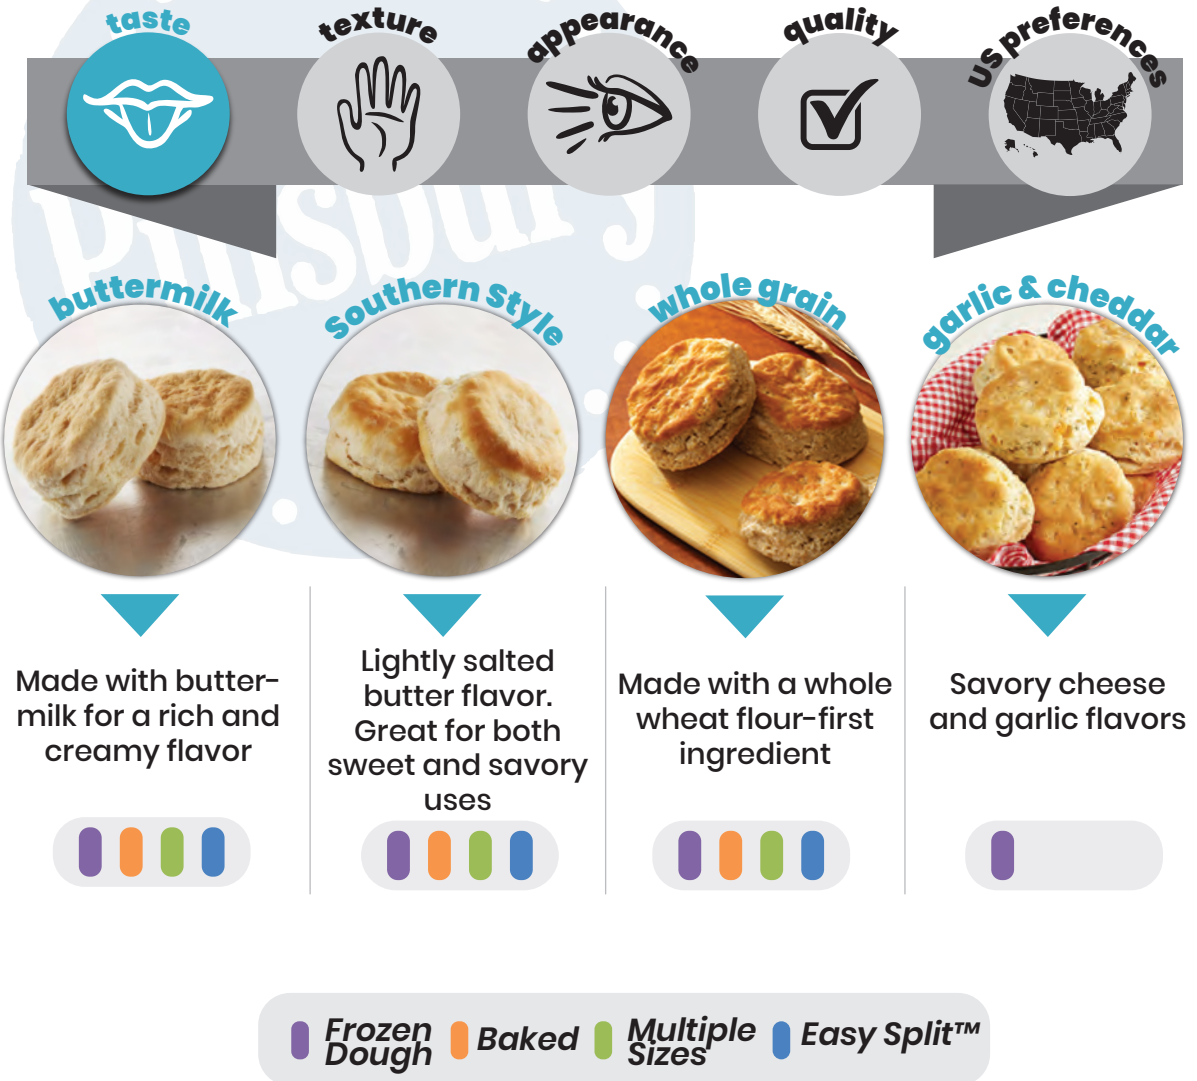 taste
texture
appearance
quality
US preferences
Pillsbury
buttermilk
Southern Style
whole grain
garlic & cheddar
Made with butter-
milk for a rich and
creamy flavor
Lightly salted
butter flavor.
Great for both
sweet and savory
uses
Made with a whole
wheat flour-first
ingredient
Savory cheese
and garlic flavors
Frozen
Dough
Baked
Multiple
Sizes
Easy Split™